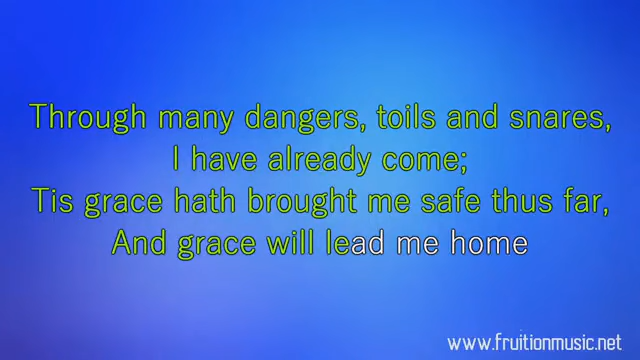 Through many dangers, toils and snares,
I have already come;
Tis grace hath brought me safe thus far,
And grace will lead me home
www.fruitionmusic.net